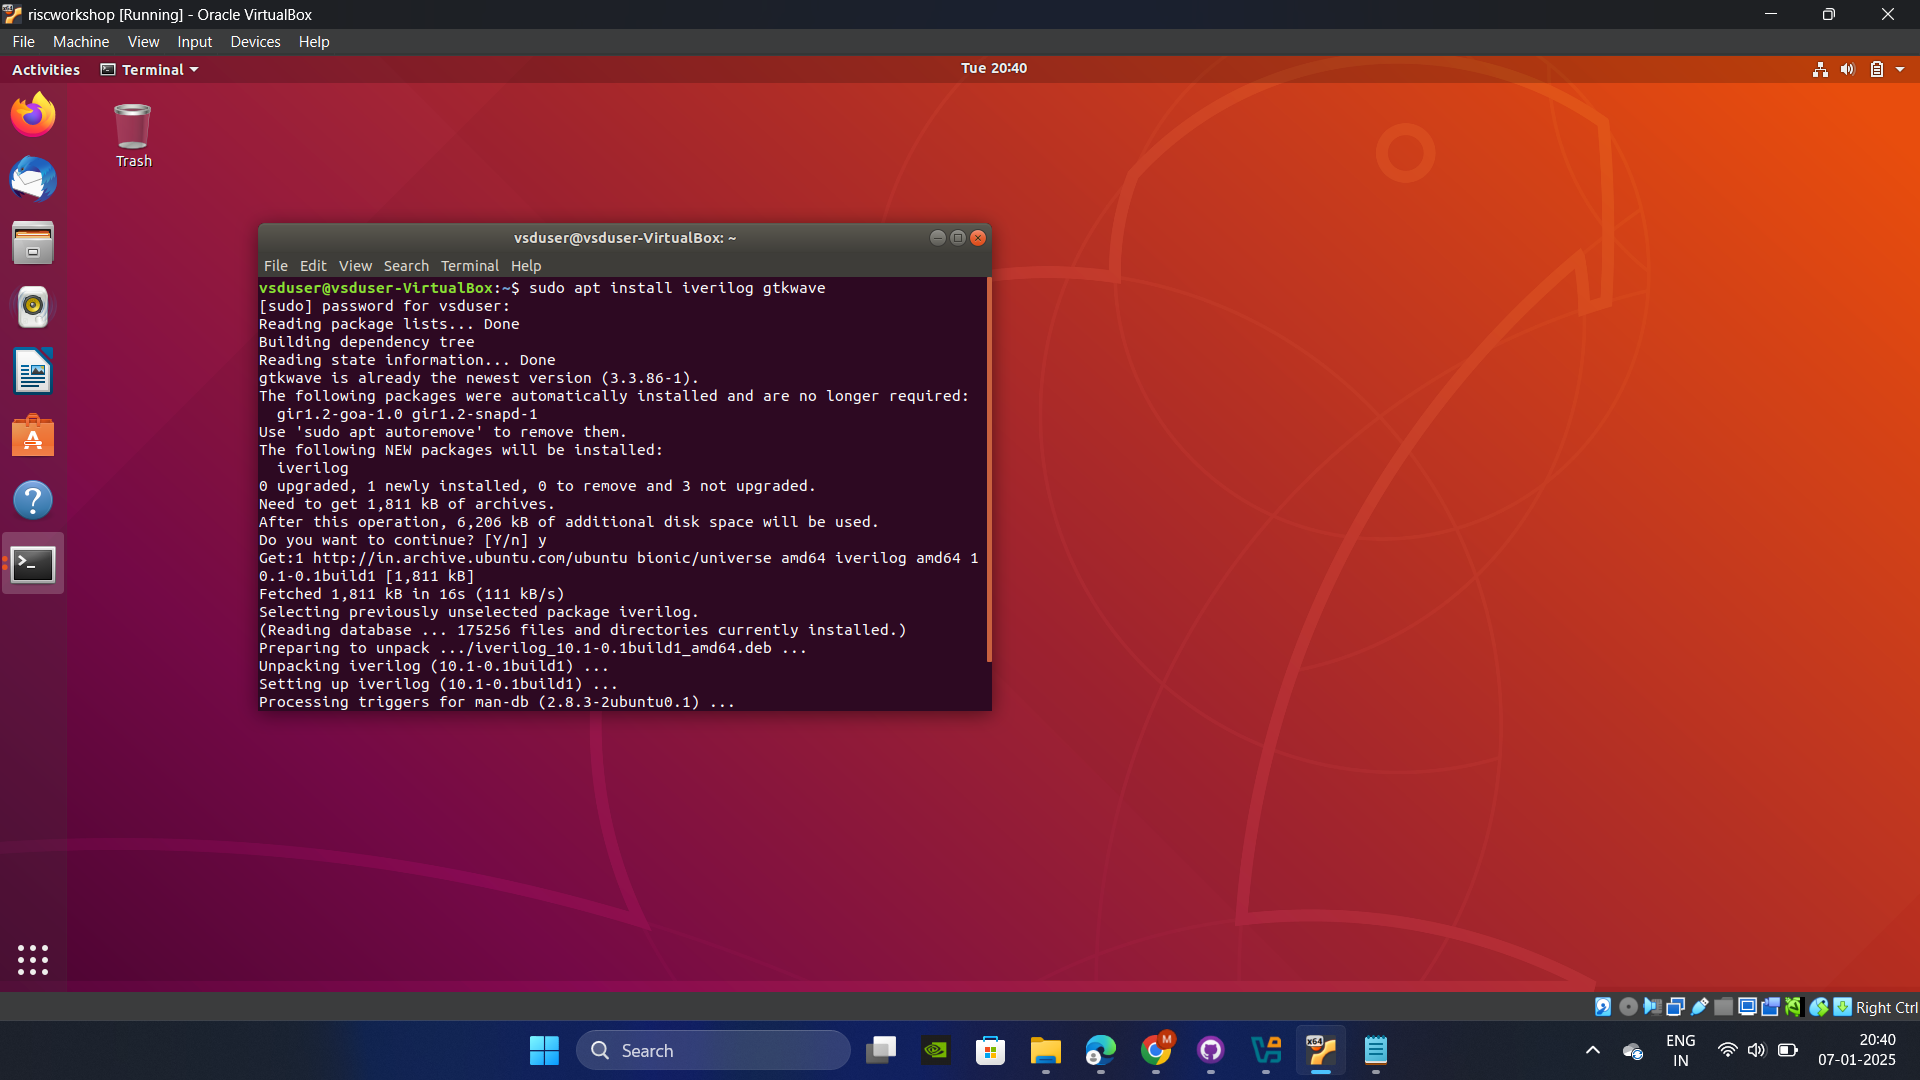 riscworkshop [Running] - Oracle VirtualBox
File Machine View Input Devices Help
Activities Terminal Tue 20:40
Trash
vsduser@vsduser-VirtualBox: ~
File Edit View Search Terminal Help
vsduser@vsduser-VirtualBox:~$ sudo apt install iverilog gtkwave
[sudo] password for vsduser:
Reading package lists... Done
Building dependency tree
Reading state information... Done
gtkwave is already the newest version (3.3.86-1).
The following packages were automatically installed and are no longer required:
gir1.2-goa-1.0 gir1.2-snapd-1
Use 'sudo apt autoremove' to remove them.
The following NEW packages will be installed:
iverilog
0 upgraded, 1 newly installed, 0 to remove and 3 not upgraded.
Need to get 1,811 kB of archives.
After this operation, 6,206 kB of additional disk space will be used.
Do you want to continue? [Y/n] y
Get:1 http://in.archive.ubuntu.com/ubuntu bionic/universe amd64 iverilog amd64 1
0.1-0.1build1 [1,811 kB]
Fetched 1,811 kB in 16s (111 kB/s)
Selecting previously unselected package iverilog.
(Reading database ... 175256 files and directories currently installed.)
Preparing to unpack .../iverilog_10.1-0.1build1_amd64.deb ...
Unpacking iverilog (10.1-0.1build1) ...
Setting up iverilog (10.1-0.1build1) ...
Processing triggers for man-db (2.8.3-2ubuntu0.1) ...
Right Ctrl
Search
M
x64
ENG
IN
20:40
07-01-2025